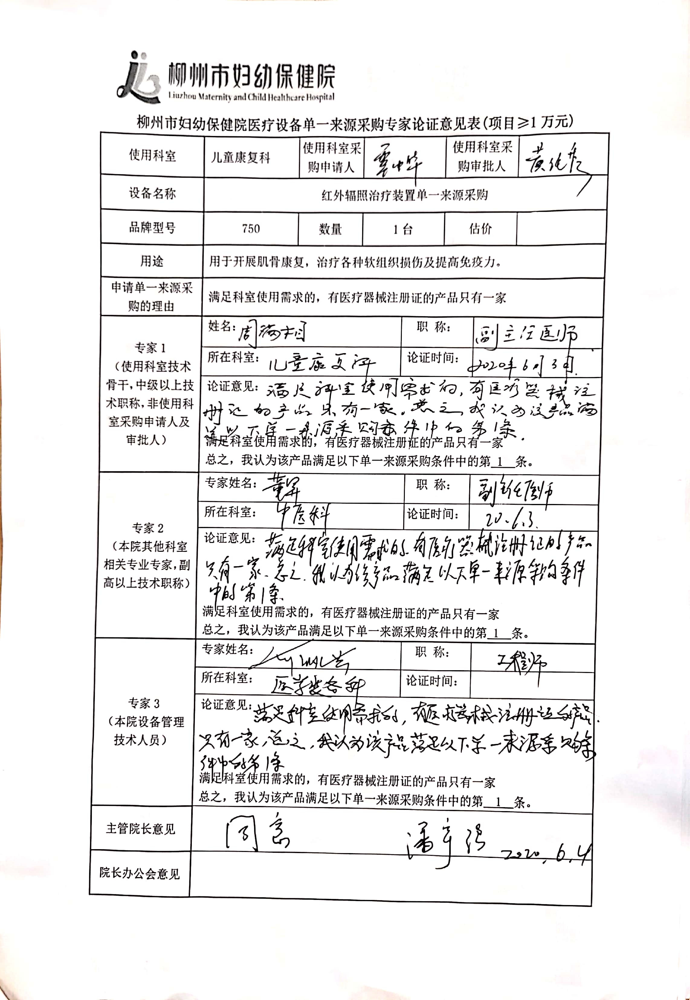 柳州市妇幼保健院
Liuzhou Maternity and Child Healthcare Hospital
柳州市妇幼保健院医疗设备单一来源采购专家论证意见表(项目≥1万元)
使用科室 儿童康复科 使用科室采购申请人 使用科室采购审批人
设备名称 红外辐照治疗装置单一来源采购
品牌型号 750 数量 1台 估价
用途 用于开展肌骨康复，治疗各种软组织损伤及提高免疫力。
申请单一来源采购的理由 满足科室使用需求的，有医疗器械注册证的产品只有一家
专家1
（使用科室技术
骨干,中级以上技
术职称,非使用科
室采购申请人及
审批人）
姓名： 职 称： 副主任医师
所在科室： 儿童康复科 论证时间： 2020年6月3日.
论证意见：满足科室使用需求的，有医疗器械注
册证的产品只有一家。总之，我认为该产品满
足以下单一来源采购条件中的第1条.
满足科室使用需求的，有医疗器械注册证的产品只有一家
总之，我认为该产品满足以下单一来源采购条件中的第 1 条。
专家2
（本院其他科室
相关专业专家,副
高以上技术职称）
专家姓名： 职 称： 副主任医师
所在科室： 中医科 论证时间： 20.6.3.
论证意见：满足科室使用需求的、有医疗器械注册证的产品
只有一家、总之、我认为该产品满足以下单一来源采购条件
中的第1条、
满足科室使用需求的，有医疗器械注册证的产品只有一家
总之，我认为该产品满足以下单一来源采购条件中的第 1 条。
专家3
（本院设备管理
技术人员）
专家姓名： 职 称： 工程师
所在科室： 医学装备科 论证时间：
论证意见：满足科室使用需求的，有医疗器械注册证的产品
只有一家，总之，我认为该产品满足以下单一来源采购条
件中的第1条
满足科室使用需求的，有医疗器械注册证的产品只有一家
总之，我认为该产品满足以下单一来源采购条件中的第 1 条。
主管院长意见 同意 2020.6.4
院长办公会意见